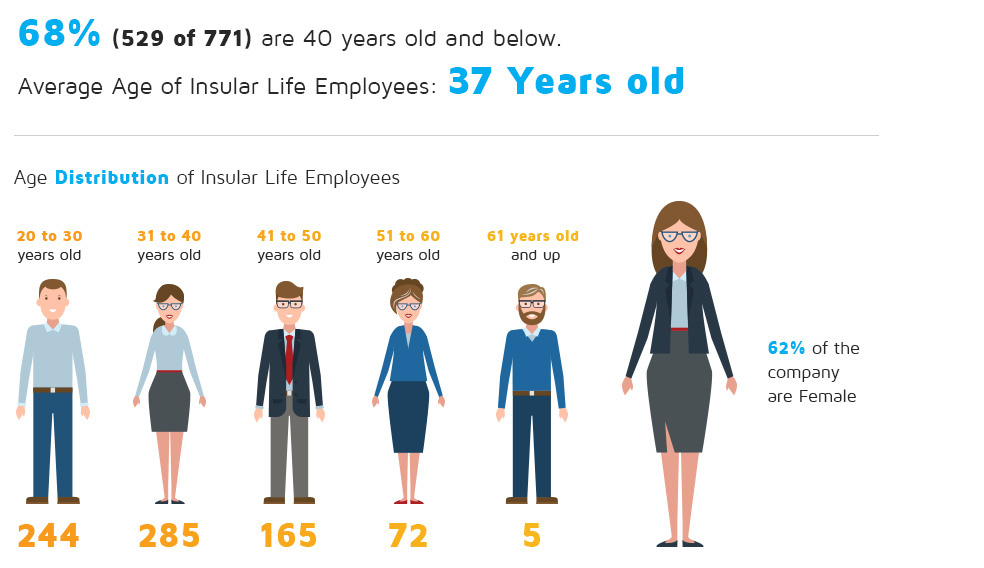 68% (529 of 771) are 40 years old and below.
Average Age of Insular Life Employees: 37 Years old
Age Distribution of Insular Life Employees
20 to 30
years old
31 to 40
years old
41 to 50
years old
51 to 60
years old
61 years old
and up
62% of the
company
are Female
244
285
165
72
5